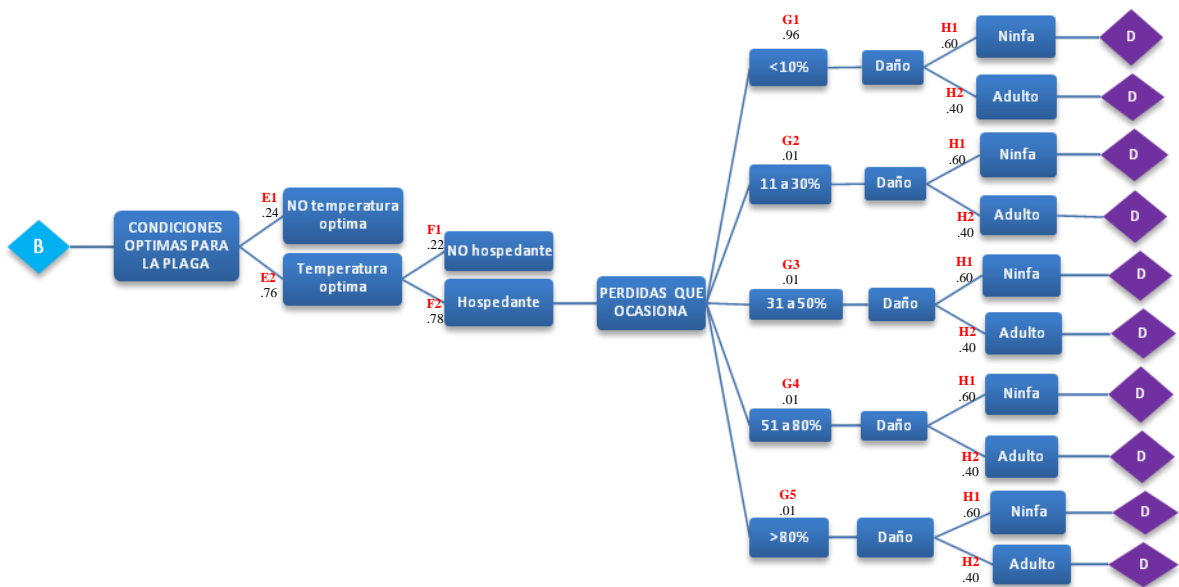 B
CONDICIONES
OPTIMAS PARA
LA PLAGA
E1
.24
NO temperatura
optima
E2
.76
Temperatura
optima
F1
.22
NO hospedante
F2
.78
Hospedante
PERDIDAS QUE
OCASIONA
G1
.96
<10%
Daño
H1
.60
Ninfa
D
H2
.40
Adulto
D
G2
.01
11 a 30%
Daño
H1
.60
Ninfa
D
H2
.40
Adulto
D
G3
.01
31 a 50%
Daño
H1
.60
Ninfa
D
H2
.40
Adulto
D
G4
.01
51 a 80%
Daño
H1
.60
Ninfa
D
H2
.40
Adulto
D
G5
.01
>80%
Daño
H1
.60
Ninfa
D
H2
.40
Adulto
D